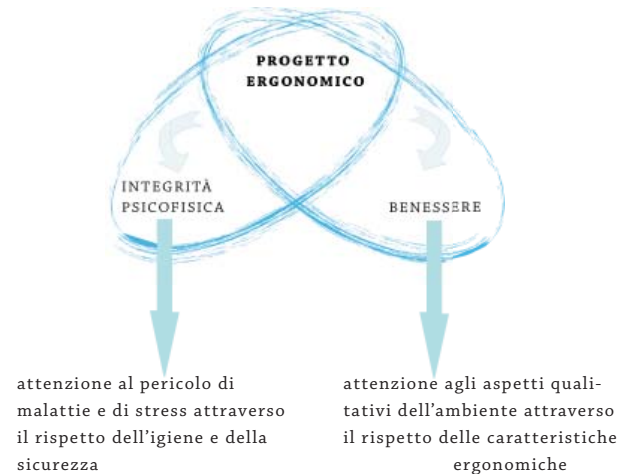 PROGETTO
ERGONOMICO
INTEGRITÀ
PSICOFISICA
BENESSERE
attenzione al pericolo di
malattie e di stress attraverso
il rispetto dell'igiene e della
sicurezza
attenzione agli aspetti quali-
tativi dell'ambiente attraverso
il rispetto delle caratteristiche
ergonomiche